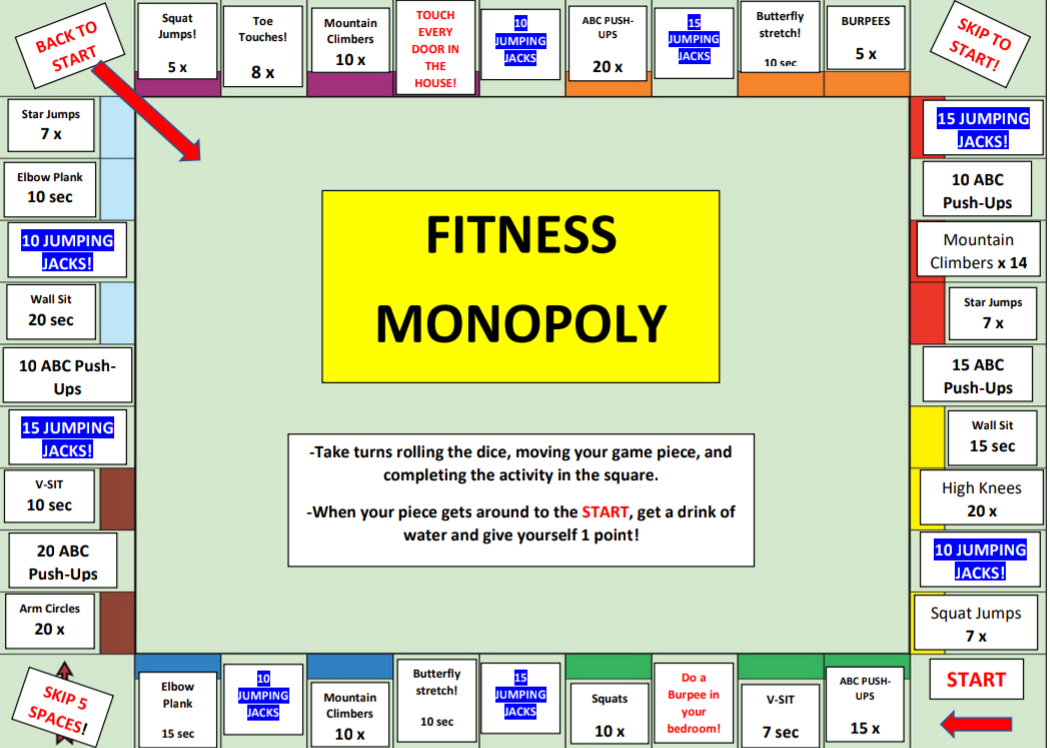 BACK TO
START
Squat
Jumps!
5 x
Toe
Touches!
8 x
Mountain
Climbers
10 x
TOUCH
EVERY
DOOR IN
THE
HOUSE!
10
JUMPING
JACKS
ABC PUSH-
UPS
20 x
15
JUMPING
JACKS
Butterfly
stretch!
10 sec
BURPEES
5 x
SKIP TO
START!
15 JUMPING
JACKS!
10 ABC
Push-Ups
Mountain
Climbers x 14
Star Jumps
7 x
15 ABC
Push-Ups
Wall Sit
15 sec
High Knees
20 x
10 JUMPING
JACKS!
Squat Jumps
7 x
START
Star Jumps
7 x
Elbow Plank
10 sec
10 JUMPING
JACKS!
Wall Sit
20 sec
10 ABC Push-
Ups
15 JUMPING
JACKS!
V-SIT
10 sec
20 ABC
Push-Ups
Arm Circles
20 x
SKIP 5
SPACES!
Elbow
Plank
15 sec
10
JUMPING
JACKS
Mountain
Climbers
10 x
Butterfly
stretch!
10 sec
15
JUMPING
JACKS
Squats
10 x
Do a
Burpee in
your
bedroom!
V-SIT
7 sec
ABC PUSH-
UPS
15 x
FITNESS
MONOPOLY
-Take turns rolling the dice, moving your game piece, and
completing the activity in the square.
-When your piece gets around to the START, get a drink of
water and give yourself 1 point!